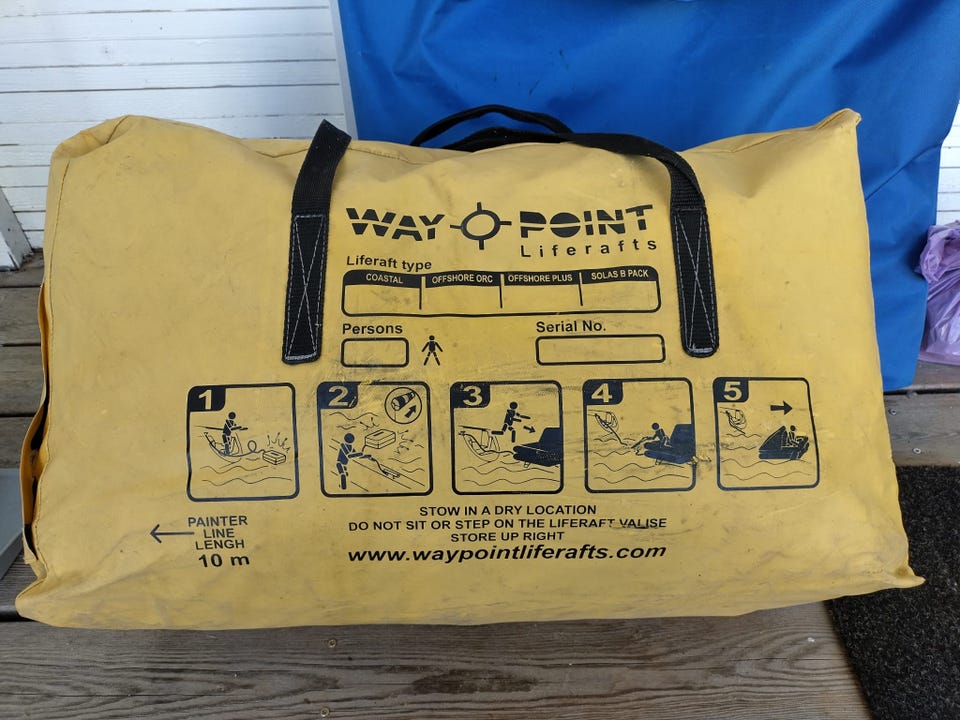 WAY POINT
Liferafts
Liferaft type
COASTAL OFFSHORE ORC OFFSHORE PLUS SOLAS B PACK
Persons Serial No.
1 2 3 4 5
PAINTER
LINE
LENGH
10 m
STOW IN A DRY LOCATION
DO NOT SIT OR STEP ON THE LIFERAFT VALISE
STORE UP RIGHT
www.waypointliferafts.com